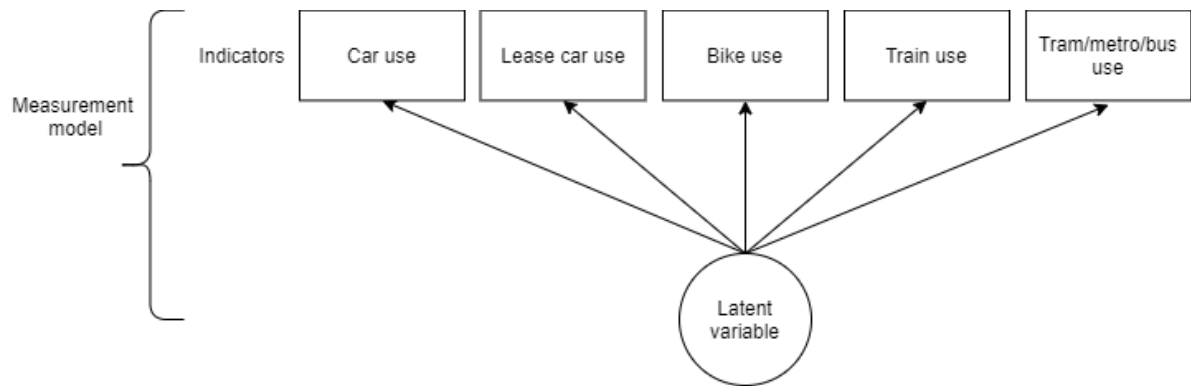 Indicators
Car use
Lease car use
Bike use
Train use
Tram/metro/bus
use
Measurement
model
Latent
variable